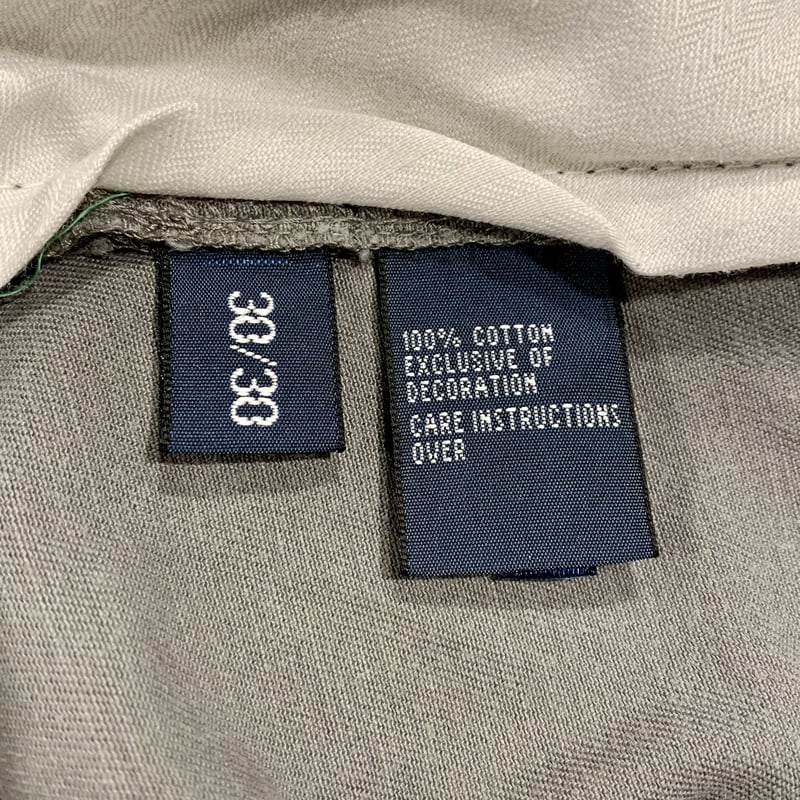 30/30
100% COTTON
EXCLUSIVE OF
DECORATION
CARE INSTRUCTIONS
OVER